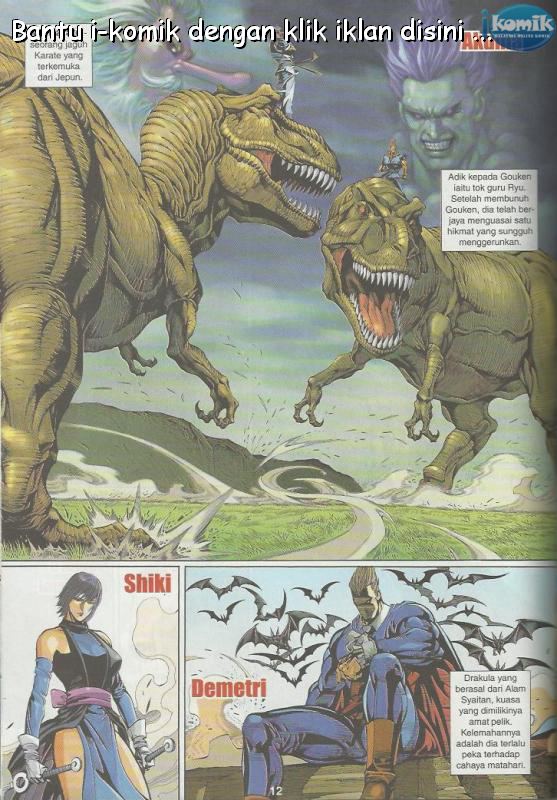 Bantu i-komik dengan klik iklan disini ...
komik
seorang jaguh
Karate yang
terkemuka
dari Jepun.
Adik kepada Gouken
iaitu tok guru Ryu.
Setelah membunuh
Gouken, dia telah ber-
jaya menguasai satu
hikmat yang sungguh
menggerunkan.
Shiki
Demetri
Drakula yang
berasal dari Alam
Syaitan, kuasa
yang dimilikinya
amat pelik.
Kelemahannya
adalah dia terlalu
peka terhadap
cahaya matahari.
12